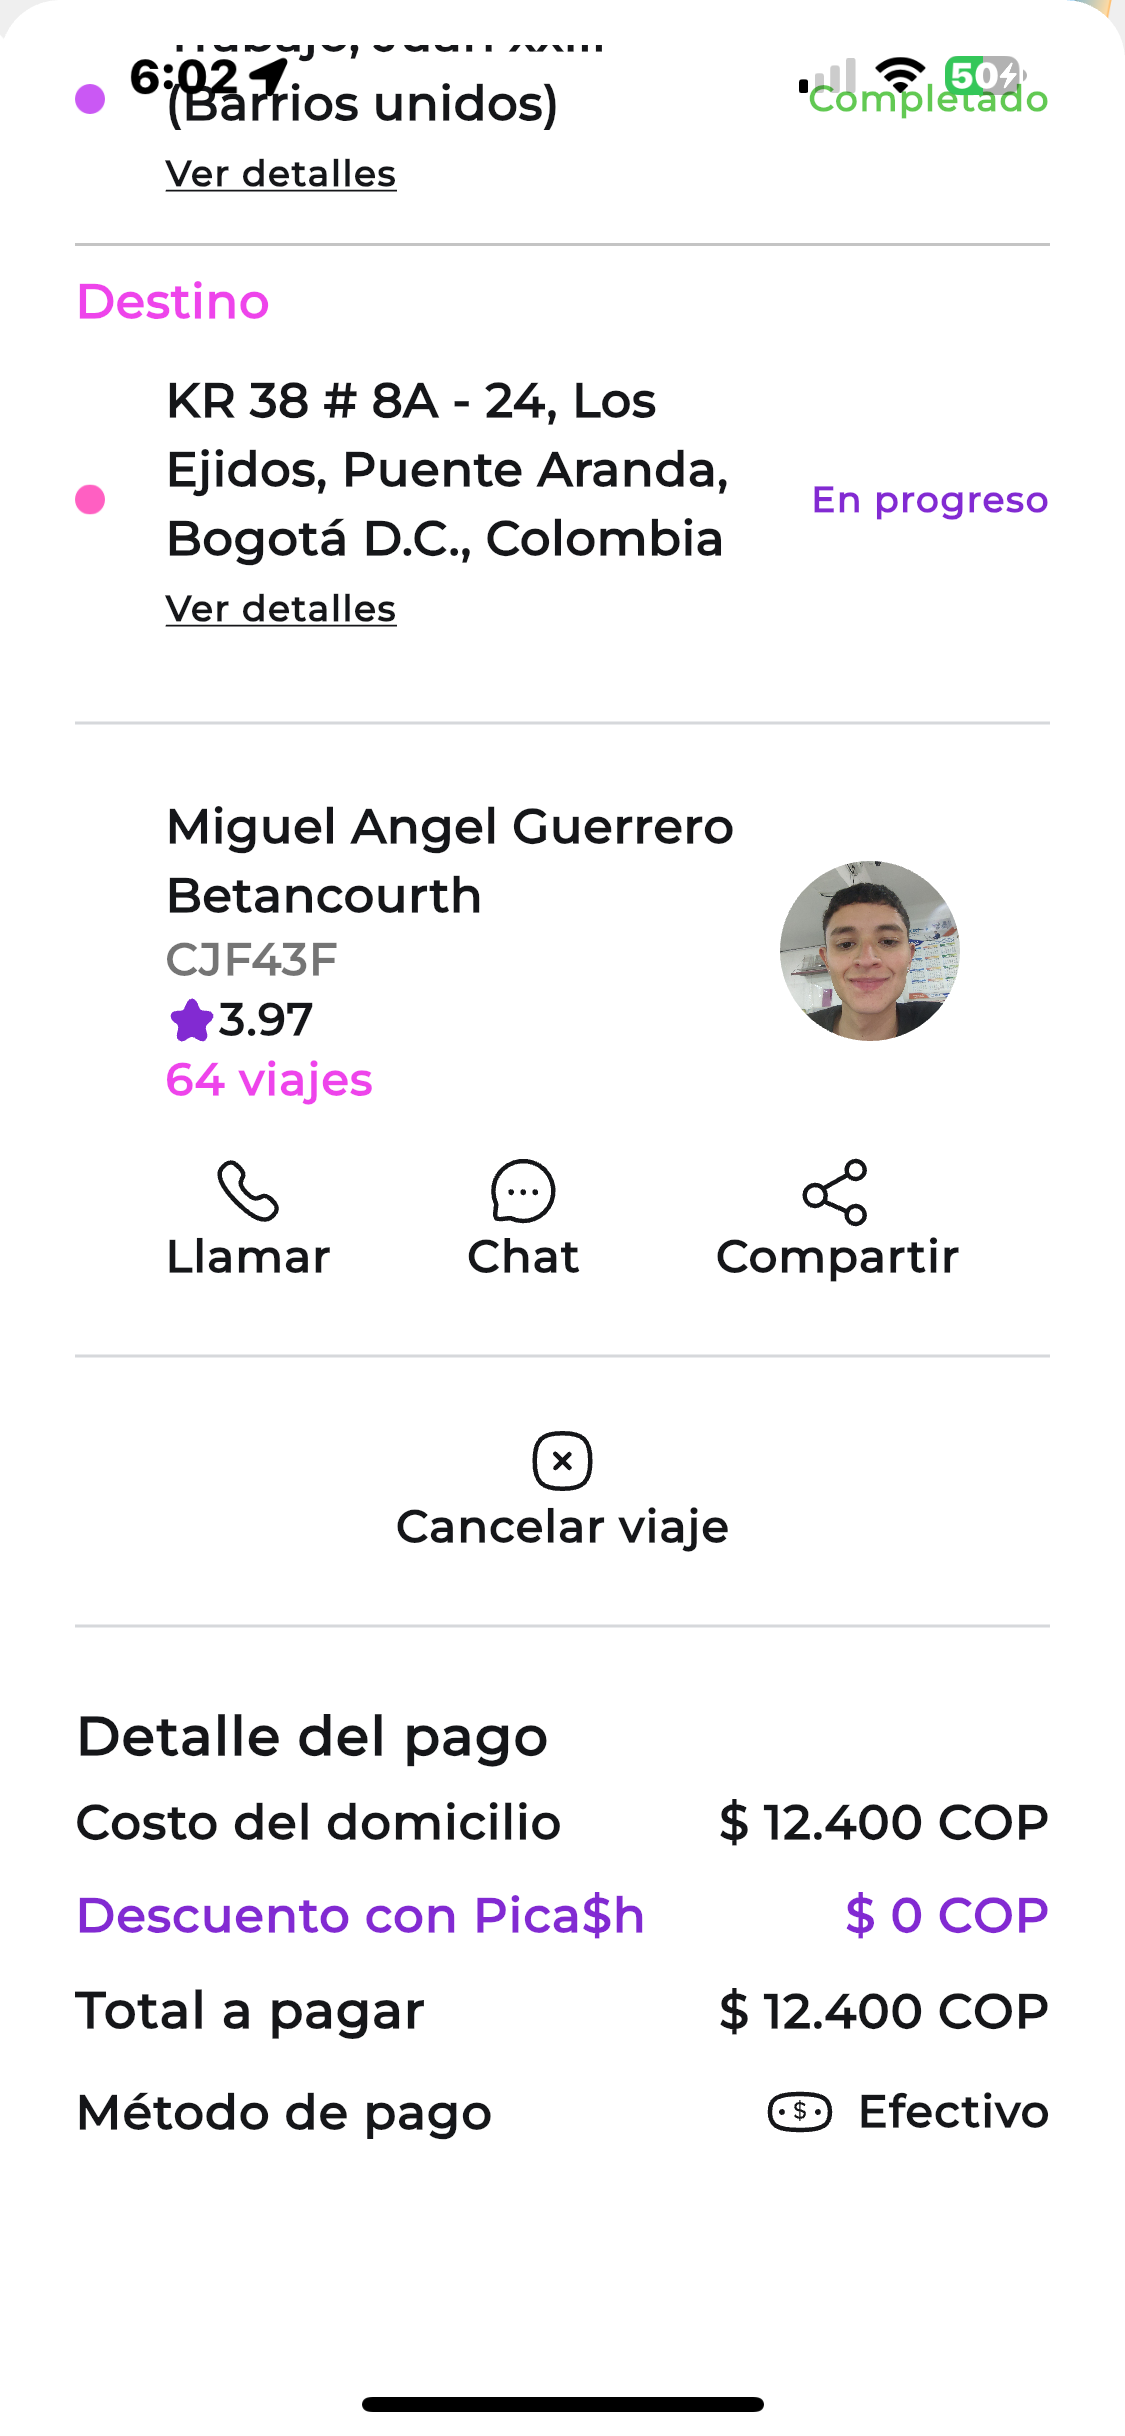 6:02
50
(Barrios unidos)
Completado
Ver detalles
Destino
KR 38 # 8A - 24, Los
Ejidos, Puente Aranda,
Bogotá D.C., Colombia
En progreso
Ver detalles
Miguel Angel Guerrero
Betancourth
CJF43F
3.97
64 viajes
Llamar
Chat
Compartir
Cancelar viaje
Detalle del pago
Costo del domicilio $ 12.400 COP
Descuento con Pica$h $ 0 COP
Total a pagar $ 12.400 COP
Método de pago Efectivo